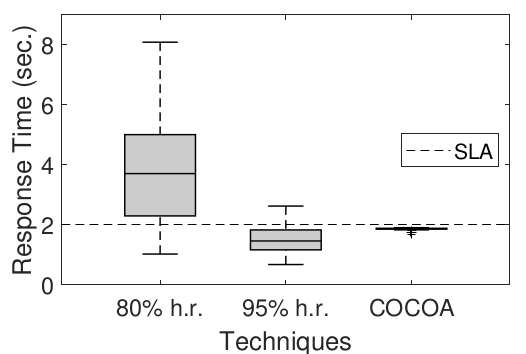 Response Time (sec.)
8
6
4
2
0
SLA
80% h.r.
95% h.r.
COCOA
Techniques